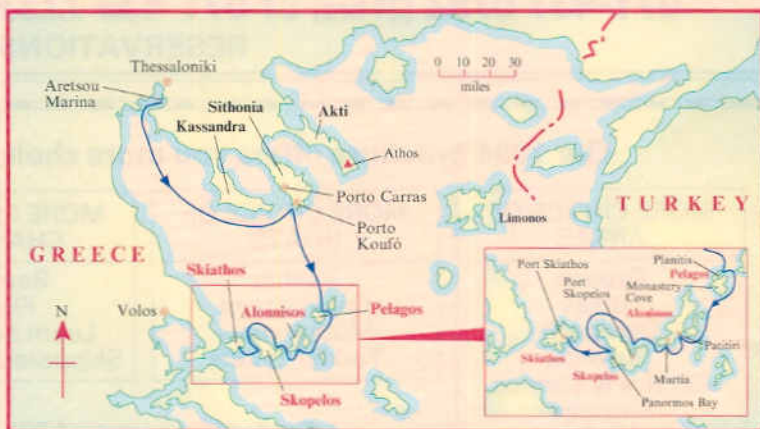 RESERVATIONS
Thessaloniki
Aretsou
Marina
Sithonia
Kassandra
Akti
Athos
0 10 20 30
miles
Porto Carras
Porto
Koufó
Limonos
TURKEY
GREECE
N
Volos
Skiathos
Alonnisos
Pelagos
Skopelos
Port Skiathos
Port
Skopelos
Planitis
Pelagos
Monastery
Cove
Alonnisos
Patitiri
Skiathos
Skopelos
Martia
Panormos Bay